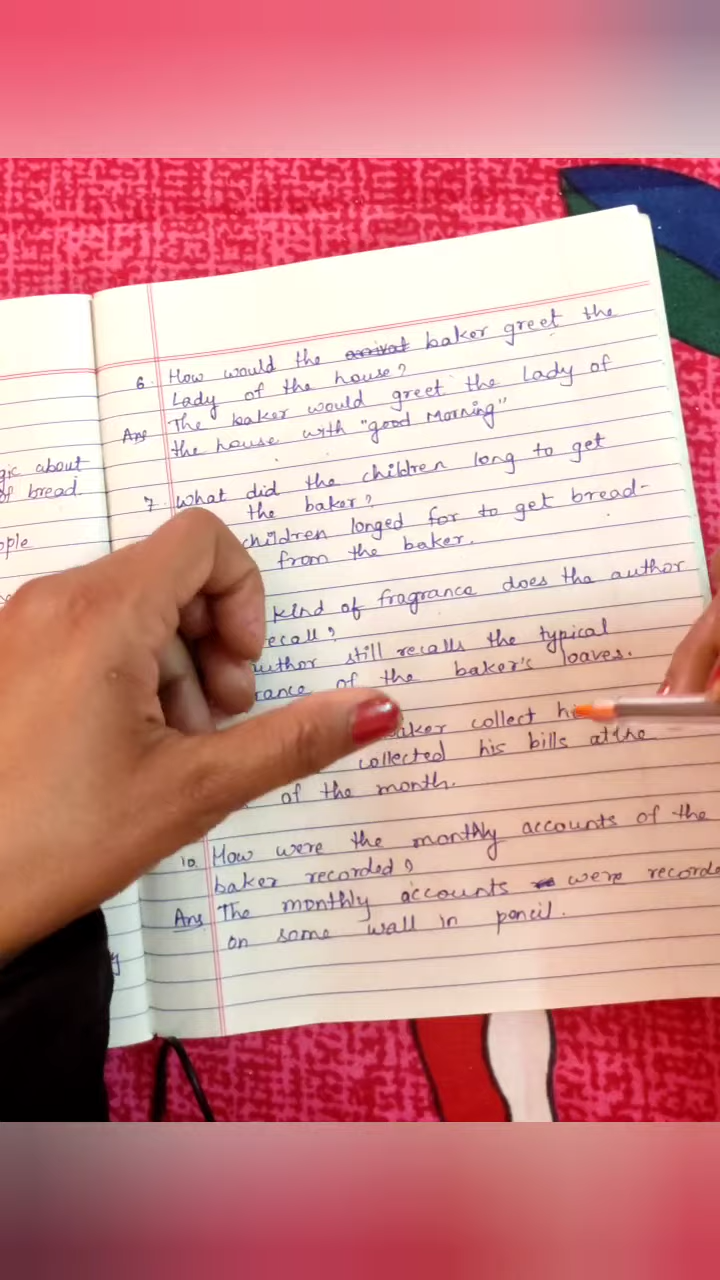 gic about
of bread.
ople
6. How would the arrival baker greet the
Lady of the house?
Ans The baker would greet the Lady of
the house with "good Morning"
7. What did the children long to get
the baker?
children longed for to get bread-
from the baker.
kind of fragrance does the author
ecall?
author still recalls the typical
rance of the baker's loaves.
aker collect
collected his bills at the
of the month.
10. How were the monthly accounts of the
baker recorded?
Ans The monthly accounts were recorde
on some wall in pencil.